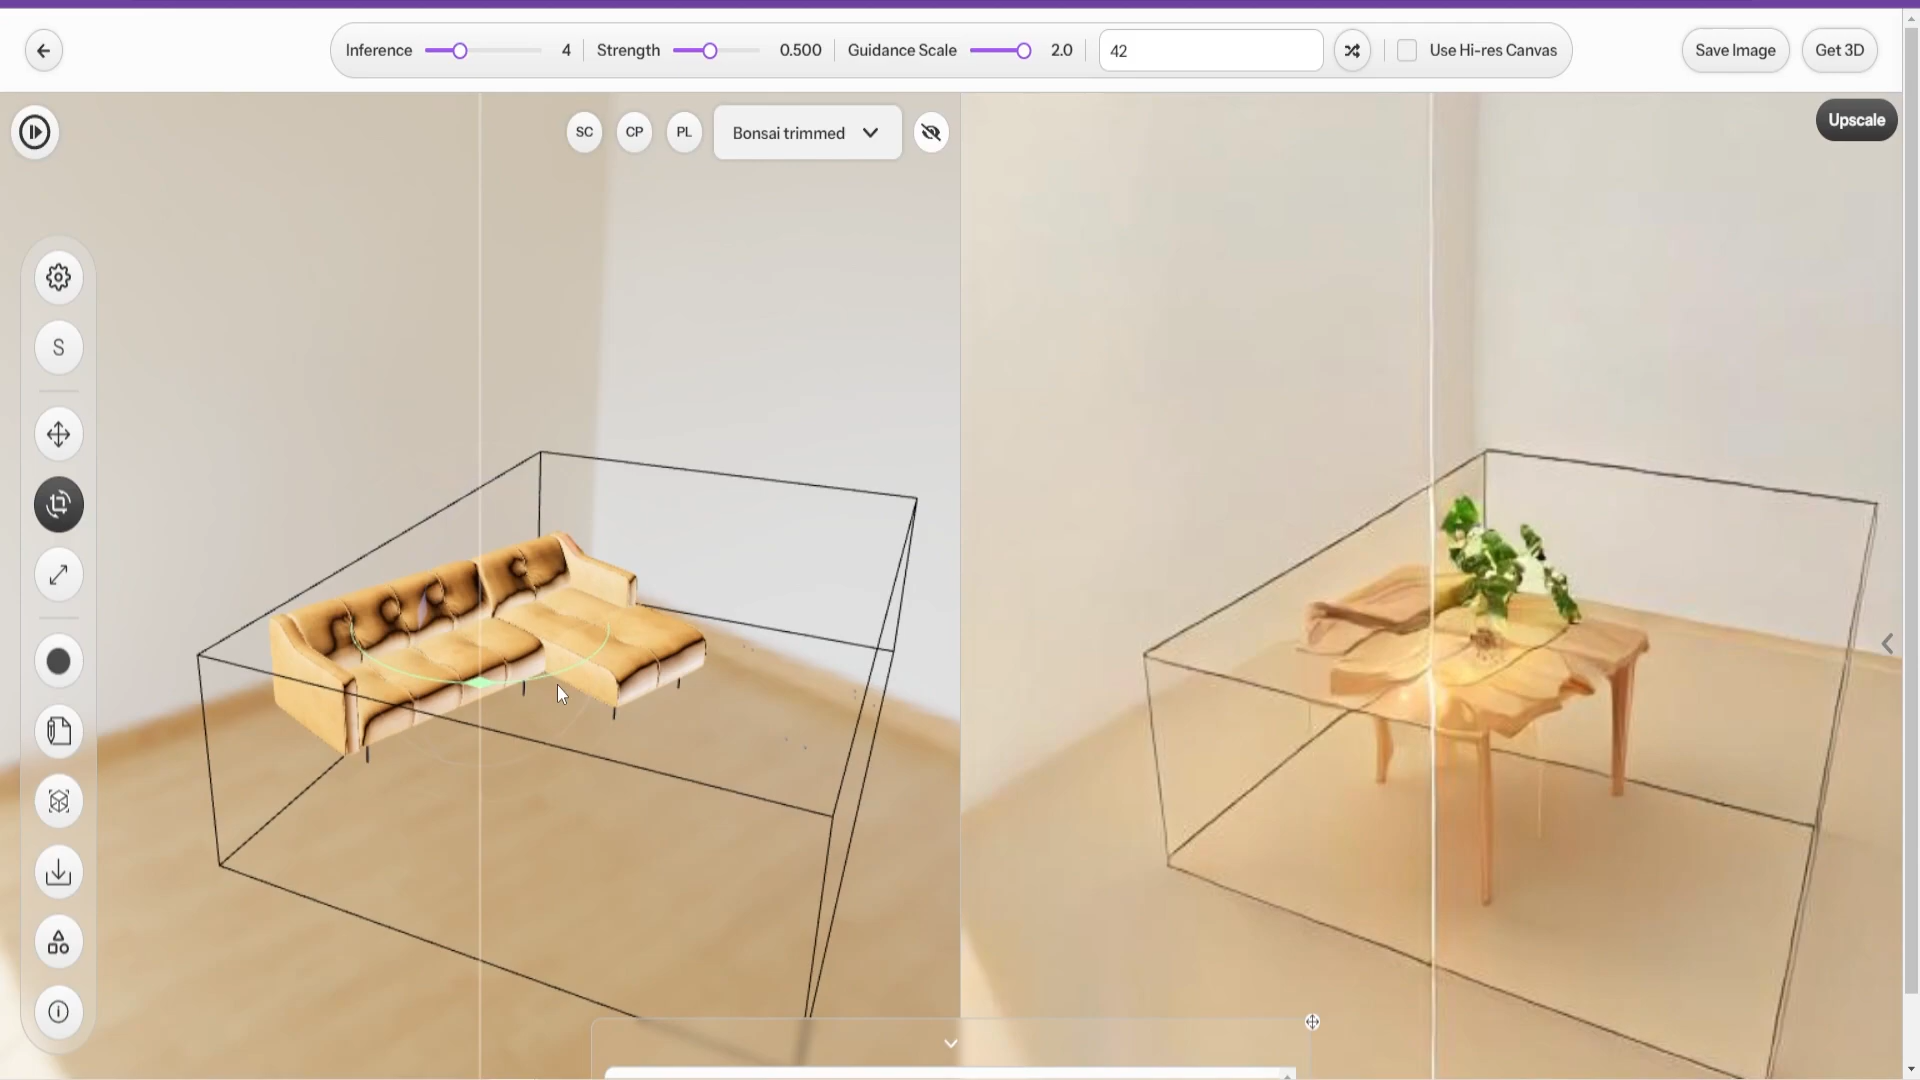 Inference 4 Strength 0.500 Guidance Scale 2.0 42 Use Hi-res Canvas Save Image Get 3D
SC CP PL Bonsai trimmed Upscale
S